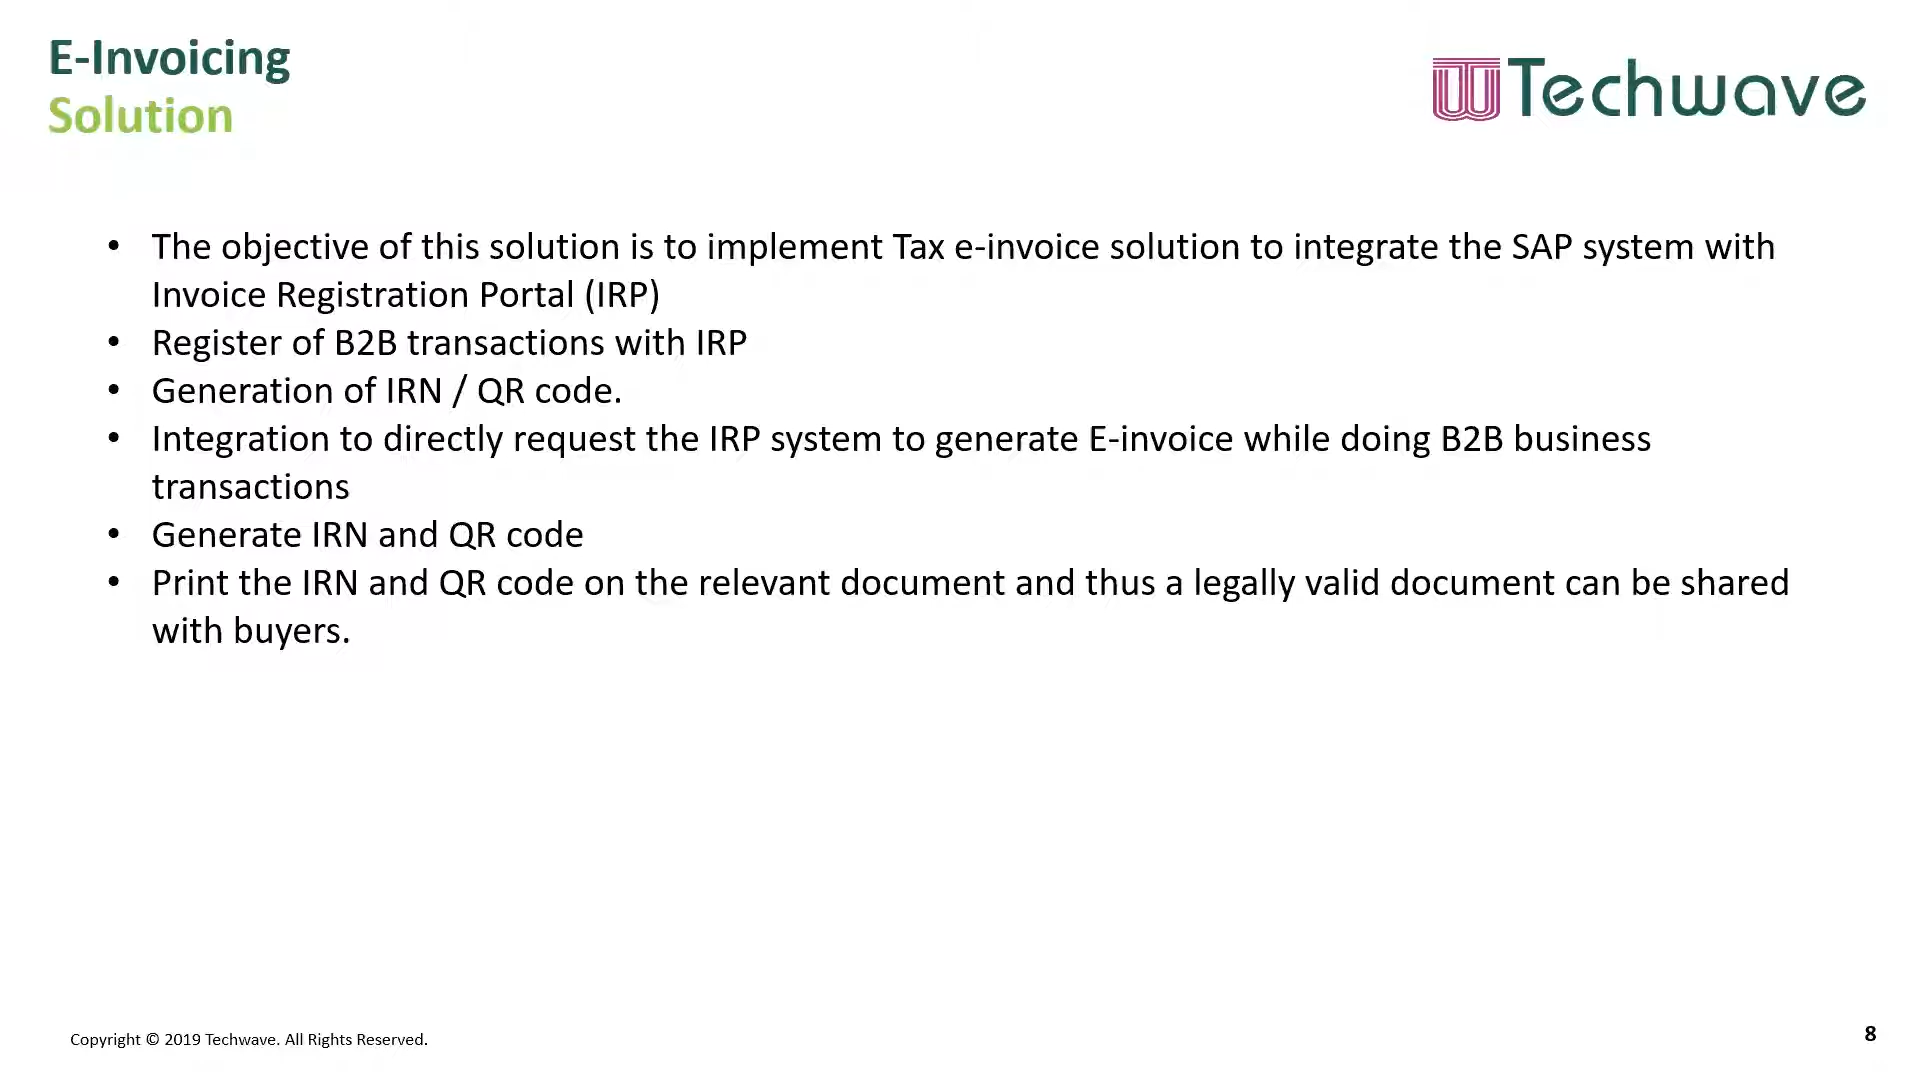 E-Invoicing
Solution
Techwave
• The objective of this solution is to implement Tax e-invoice solution to integrate the SAP system with
Invoice Registration Portal (IRP)
• Register of B2B transactions with IRP
• Generation of IRN / QR code.
• Integration to directly request the IRP system to generate E-invoice while doing B2B business
transactions
• Generate IRN and QR code
• Print the IRN and QR code on the relevant document and thus a legally valid document can be shared
with buyers.
Copyright © 2019 Techwave. All Rights Reserved.
8